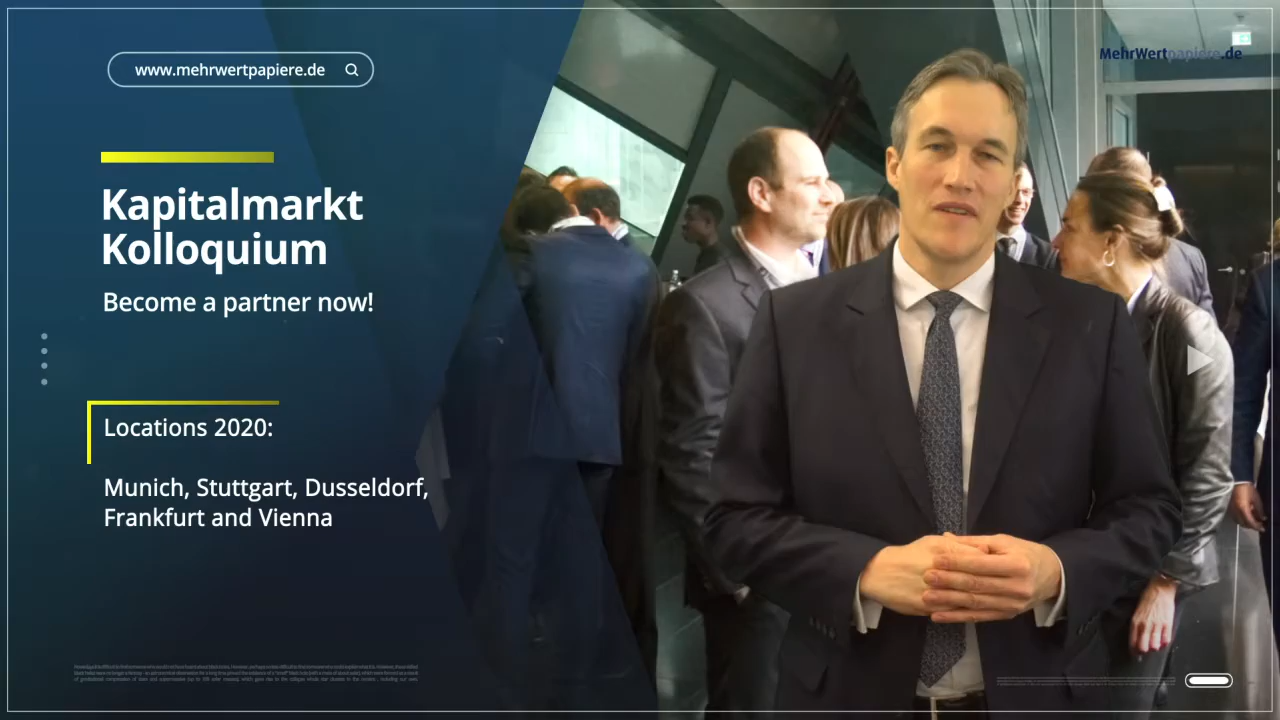 www.mehrwertpapiere.de
MehrWertpapiere.de
Kapitalmarkt
Kolloquium
Become a partner now!
Locations 2020:
Munich, Stuttgart, Dusseldorf,
Frankfurt and Vienna